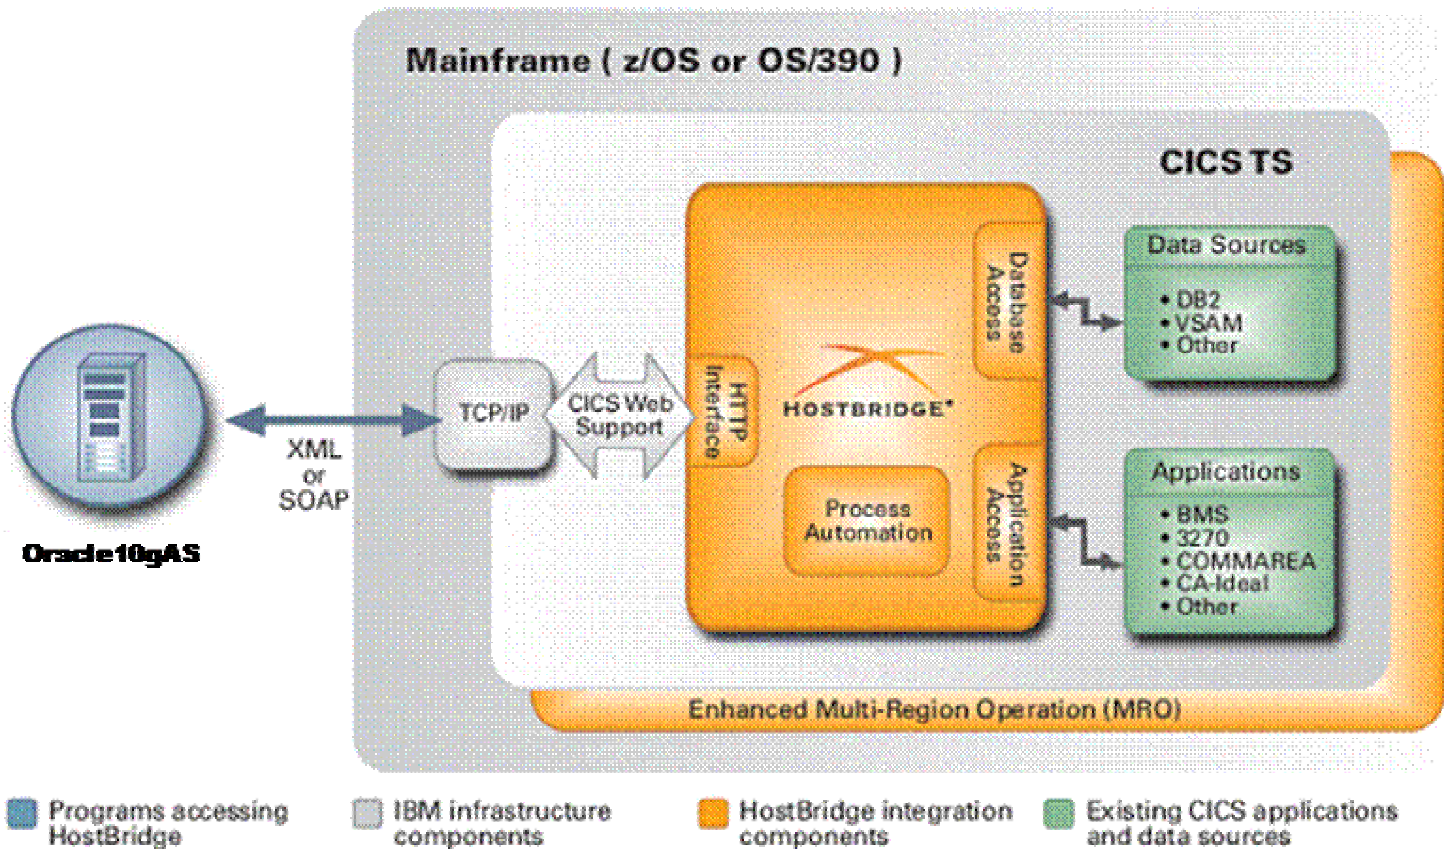 Mainframe ( z/OS or OS/390 )
CICS TS
Data Sources
• DB2
• VSAM
• Other
Database
Access
HTTP
Interface
HOSTBRIDGE
TCP/IP
CICS Web
Support
XML
or
SOAP
Oracle10gAS
Process
Automation
Application
Access
Applications
• BMS
• 3270
• COMMAREA
• CA-Ideal
• Other
Enhanced Multi-Region Operation (MRO)
Programs accessing
HostBridge
IBM infrastructure
components
HostBridge integration
components
Existing CICS applications
and data sources